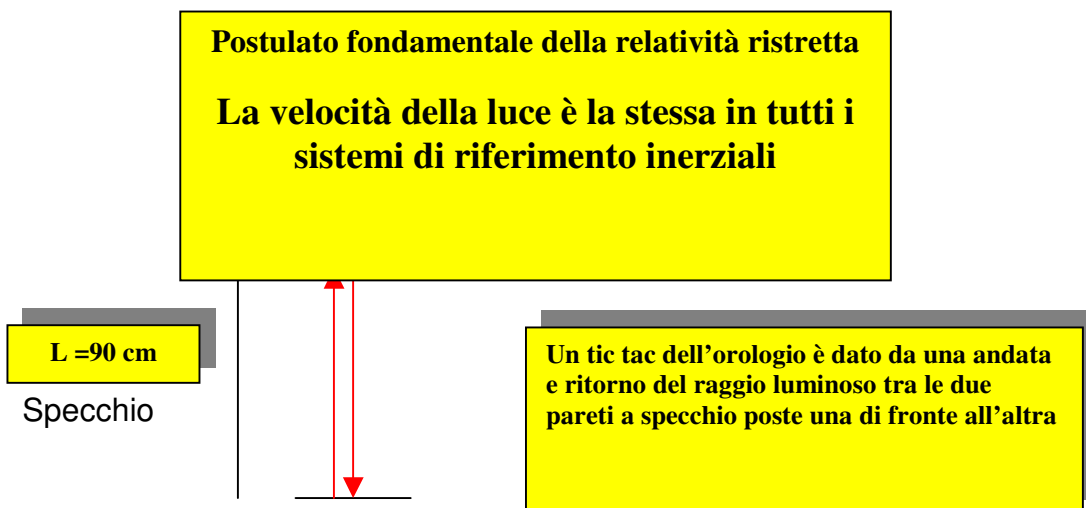 Postulato fondamentale della relatività ristretta
La velocità della luce è la stessa in tutti i
sistemi di riferimento inerziali
L =90 cm
Specchio
Un tic tac dell’orologio è dato da una andata
e ritorno del raggio luminoso tra le due
pareti a specchio poste una di fronte all’altra